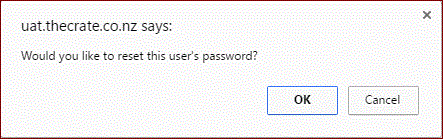 uat.thecrate.co.nz says:
Would you like to reset this user's password?
OK
Cancel